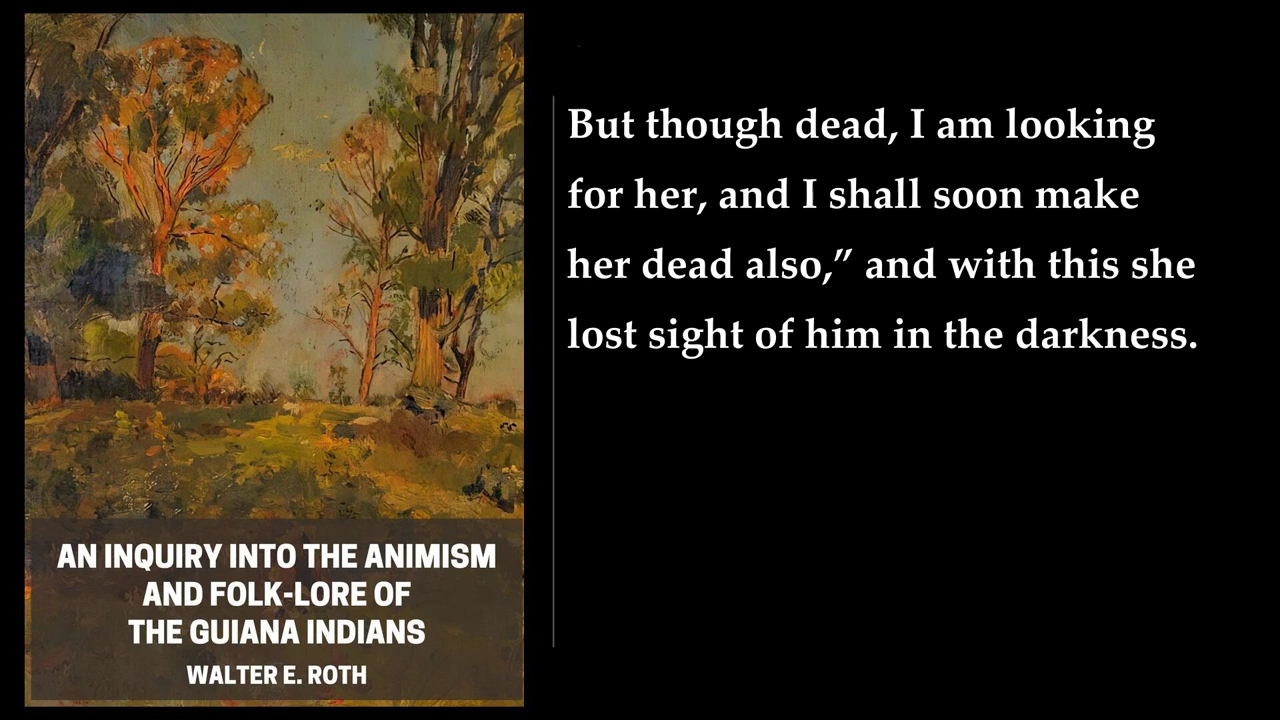 AN INQUIRY INTO THE ANIMISM
AND FOLK-LORE OF
THE GUIANA INDIANS
WALTER E. ROTH
But though dead, I am looking
for her, and I shall soon make
her dead also,” and with this she
lost sight of him in the darkness.